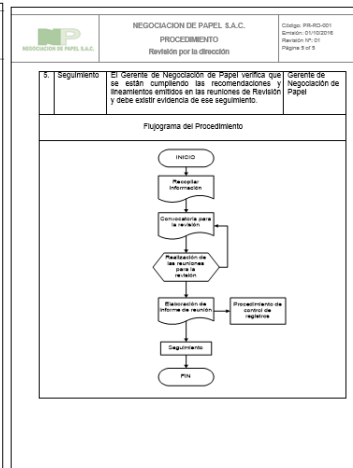 NP
NEGOCIACION DE PAPEL S.A.C.
NEGOCIACION DE PAPEL S.A.C.
PROCEDIMIENTO
Revisión por la dirección
Código: PR-RD-001
Emisión: 01/10/2016
Revisión N°: 01
Página 5 of 5
5. Seguimiento
El Gerente de Negociación de Papel verifica que
se están cumpliendo las recomendaciones y
lineamientos emitidos en las reuniones de Revisión
y debe existir evidencia de ese seguimiento.
Gerente de
Negociación de
Papel
Flujograma del Procedimiento
INICIO
Recopilar
información
Convocatoria para
la revisión
Realización de
las reuniones
para la
revisión
Elaboración de
informe de reunión
Procedimiento de
control de
registros
Seguimiento
FIN